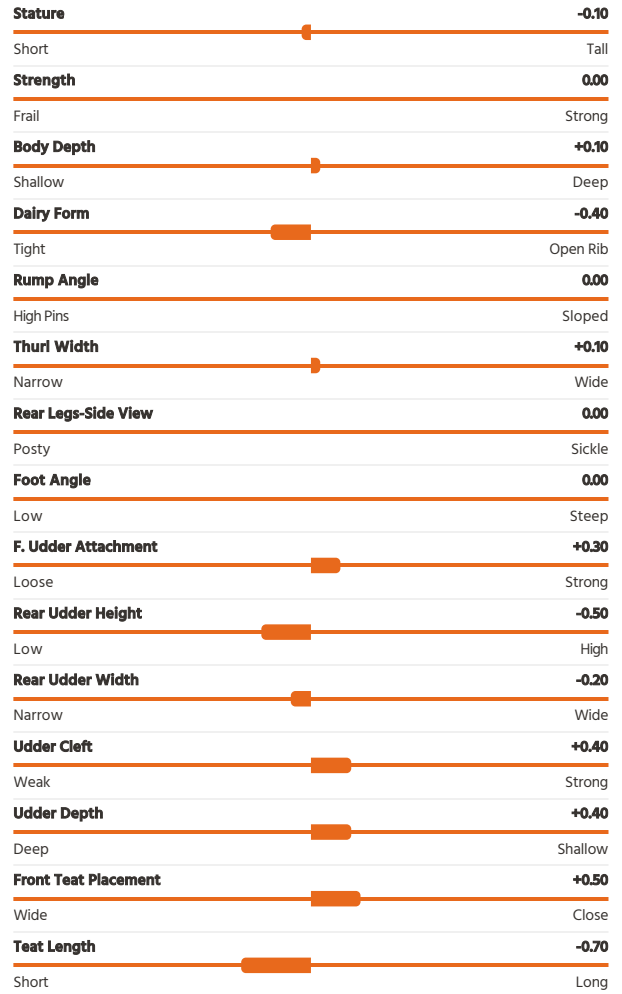 Stature -0.10
Short Tall
Strength 0.00
Frail Strong
Body Depth +0.10
Shallow Deep
Dairy Form -0.40
Tight Open Rib
Rump Angle 0.00
High Pins Sloped
Thurl Width +0.10
Narrow Wide
Rear Legs-Side View 0.00
Posty Sickle
Foot Angle 0.00
Low Steep
F. Udder Attachment +0.30
Loose Strong
Rear Udder Height -0.50
Low High
Rear Udder Width -0.20
Narrow Wide
Udder Cleft +0.40
Weak Strong
Udder Depth +0.40
Deep Shallow
Front Teat Placement +0.50
Wide Close
Teat Length -0.70
Short Long